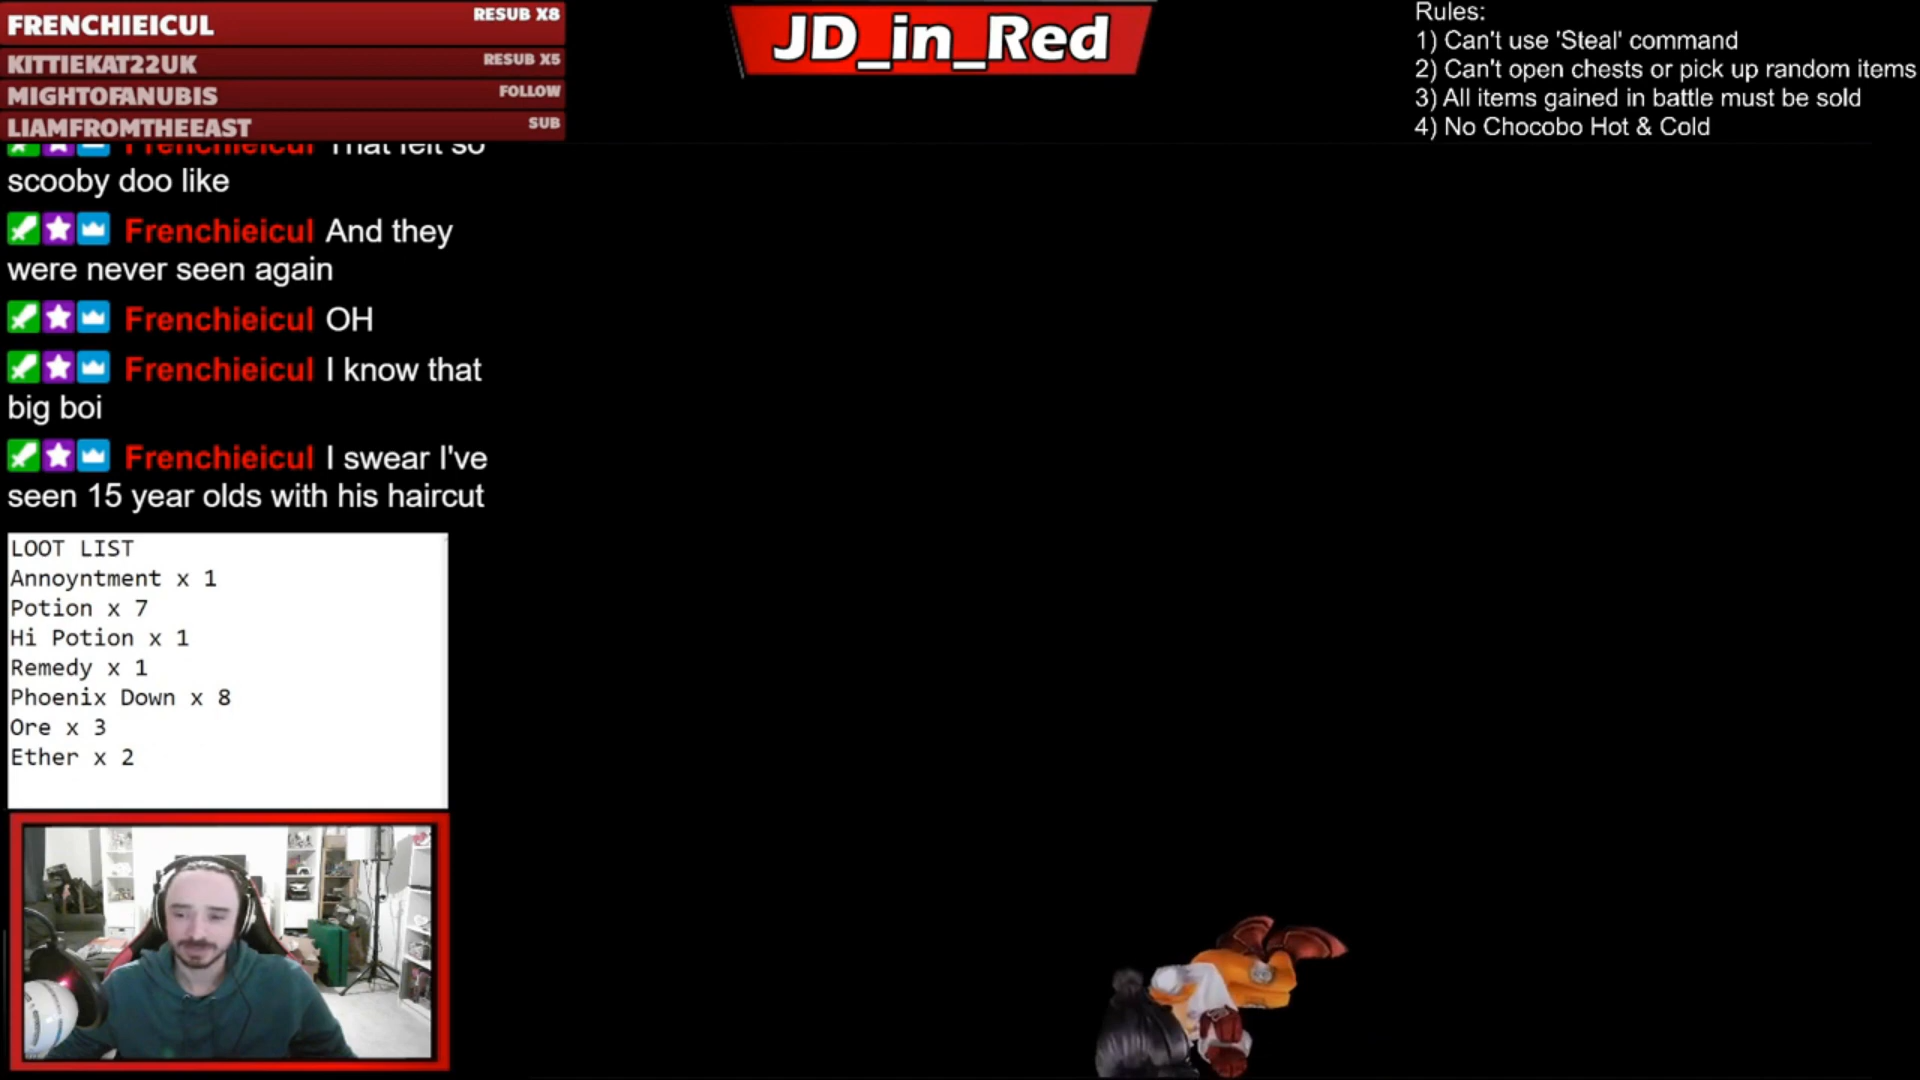 FRENCHIEICUL RESUB X8
KITTIEKAT22UK RESUB X5
MIGHTOFANUBIS FOLLOW
LIAMFROMTHEEAST SUB
Frenchieicul That felt so
scooby doo like
Frenchieicul And they
were never seen again
Frenchieicul OH
Frenchieicul I know that
big boi
Frenchieicul I swear I've
seen 15 year olds with his haircut
LOOT LIST
Annoyntment x 1
Potion x 7
Hi Potion x 1
Remedy x 1
Phoenix Down x 8
Ore x 3
Ether x 2
JD_in_Red
Rules:
1) Can't use 'Steal' command
2) Can't open chests or pick up random items
3) All items gained in battle must be sold
4) No Chocobo Hot & Cold